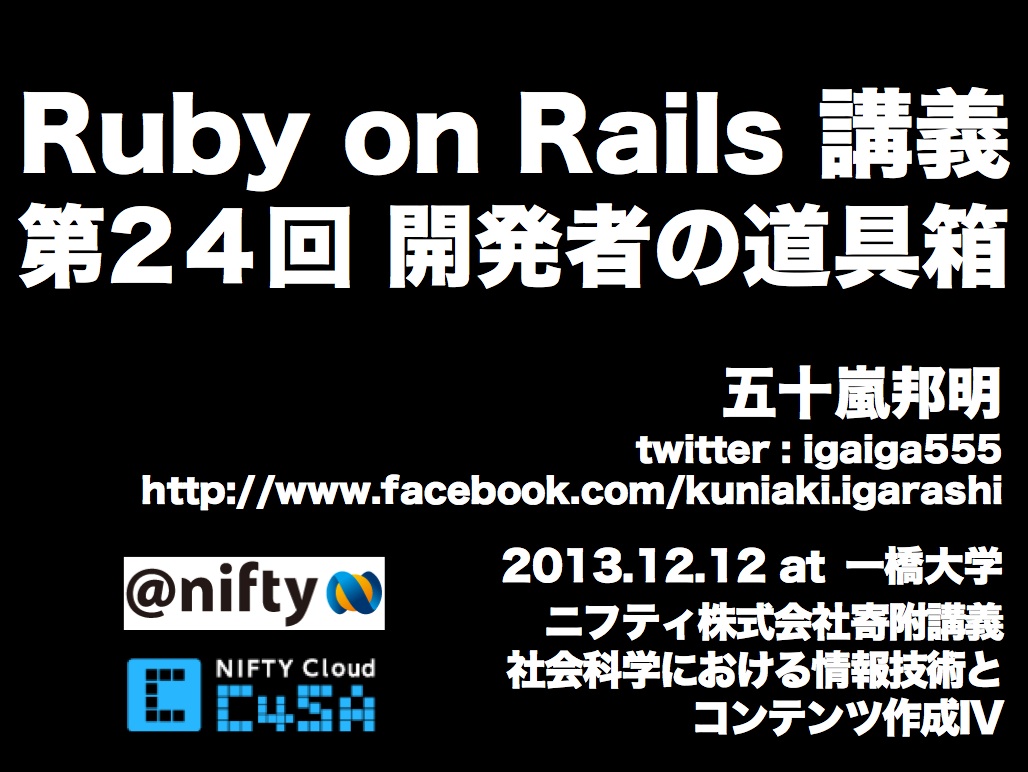 Ruby on Rails 講義
第２４回 開発者の道具箱
五十嵐邦明
twitter : igaiga555
http://www.facebook.com/kuniaki.igarashi
2013.12.12 at 一橋大学
ニフティ株式会社寄附講義
社会科学における情報技術と
コンテンツ作成IV
@nifty
NIFTY Cloud
C4SA